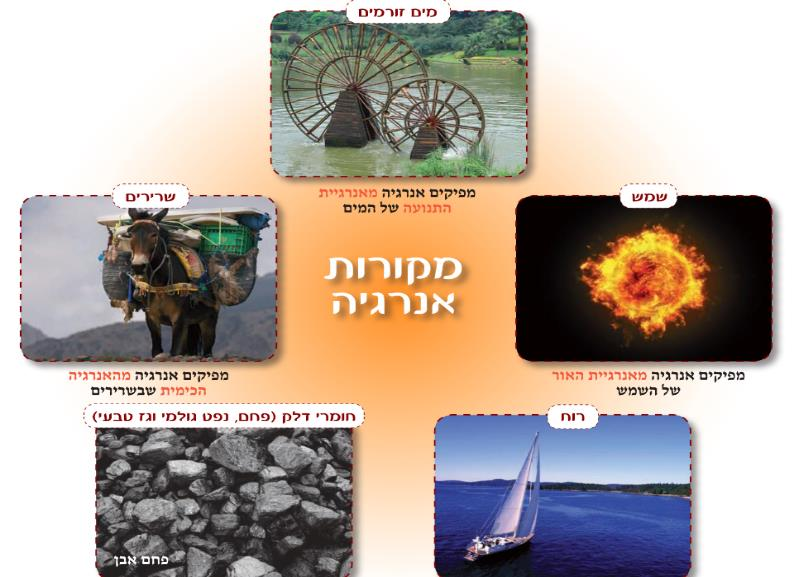 מים זורמים
מפיקים אנרגיה מאנרגיית
התנועה של המים
שמש
שרירים
מקורות
אנרגיה
מפיקים אנרגיה מאנרגיית האור
של השמש
מפיקים אנרגיה מהאנרגיה
הכימית שבשרירים
רוח
חומרי דלק (פחם, נפט גולמי וגז טבעי)
פחם אבן